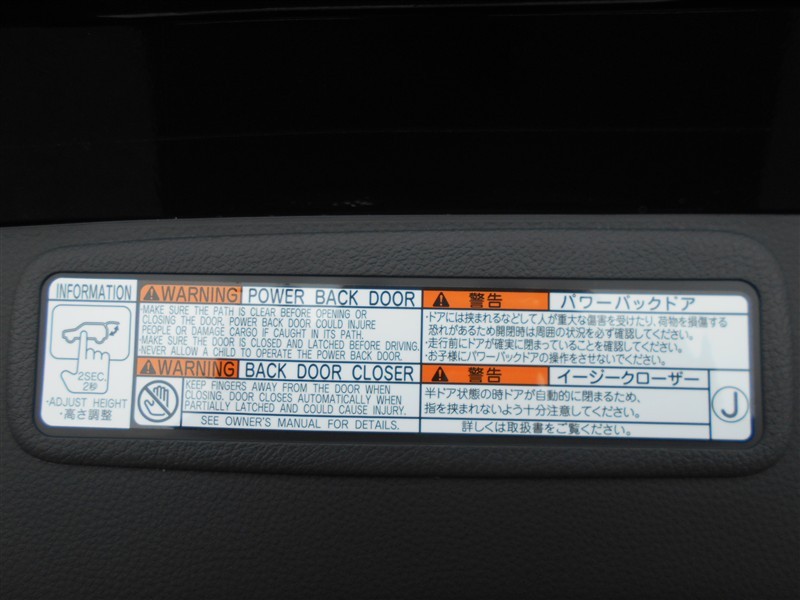 INFORMATION
2SEC.
2秒
・ADJUST HEIGHT
・高さ調整
WARNING POWER BACK DOOR
・MAKE SURE THE PATH IS CLEAR BEFORE OPENING OR
CLOSING THE DOOR. POWER BACK DOOR COULD INJURE
PEOPLE OR DAMAGE CARGO IF CAUGHT IN ITS PATH.
・MAKE SURE THE DOOR IS CLOSED AND LATCHED BEFORE DRIVING.
・NEVER ALLOW A CHILD TO OPERATE THE POWER BACK DOOR.
WARNING BACK DOOR CLOSER
KEEP FINGERS AWAY FROM THE DOOR WHEN
CLOSING. DOOR CLOSES AUTOMATICALLY WHEN
PARTIALLY LATCHED AND COULD CAUSE INJURY.
SEE OWNER'S MANUAL FOR DETAILS.
警告 パワーバックドア
・ドアには挟まれるなどして人が重大な傷害を受けたり、荷物を損傷する
恐れがあるため開閉時は周囲の状況を必ず確認してください。
・走行前にドアが確実に閉まっていることを確認してください。
・お子様にパワーバックドアの操作をさせないでください。
警告 イージークローザー
半ドア状態の時ドアが自動的に閉まるため、
指を挟まれないよう十分注意してください。
詳しくは取扱書をご覧ください。
J